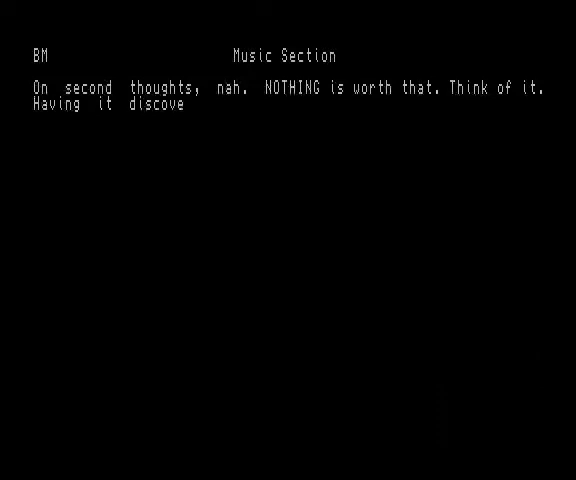 BM Music Section
On second thoughts, nah. NOTHING is worth that. Think of it.
Having it discove